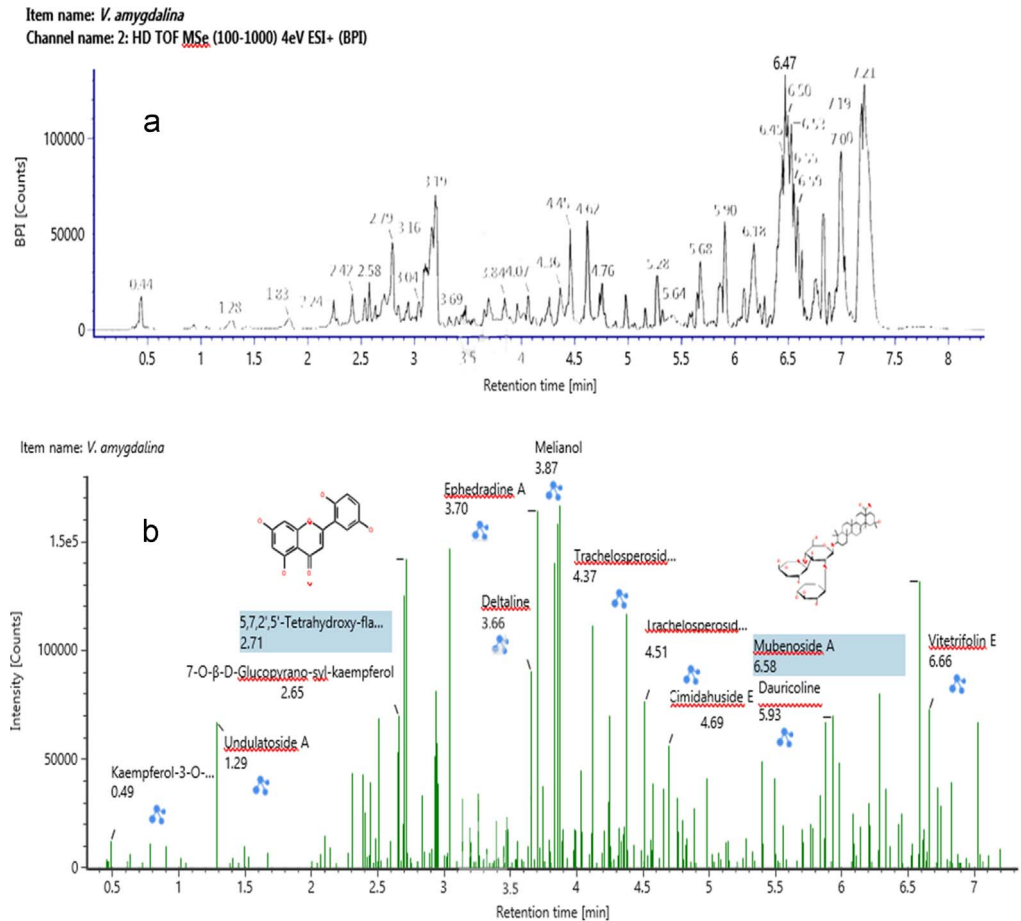 Item name: V. amygdalina
Channel name: 2: HD TOF MSe (100-1000) 4eV ESI+ (BPI)
a
BPI [Counts]
100000
50000
0
0.44
1.28
1.83
2.24
2.42
2.58
2.79
3.04
3.16
3.19
3.69
3.84
4.07
4.36
4.45
4.62
4.76
5.28
5.64
5.68
5.90
6.18
6.45
6.47
6.50
6.53
6.55
6.59
7.00
7.19
7.21
0.5 1 1.5 2 2.5 3 3.5 4 4.5 5 5.5 6 6.5 7 7.5 8
Retention time [min]
Item name: V. amygdalina
b
Intensity [Counts]
1.5e5
100000
50000
0
Kaempferol-3-O-...
0.49
Undulatoside A
1.29
7-O-β-D-Glucopyrano-syl-kaempferol
2.65
5,7,2',5'-Tetrahydroxy-fla...
2.71
Ephedradine A
3.70
Deltaline
3.66
Melianol
3.87
Trachelosperosid...
4.37
Trachelosperosid...
4.51
Cimidahuside E
4.69
Mubenoside A
6.58
Dauricoline
5.93
Vitetrifolin E
6.66
0.5 1 1.5 2 2.5 3 3.5 4 4.5 5 5.5 6 6.5 7
Retention time [min]